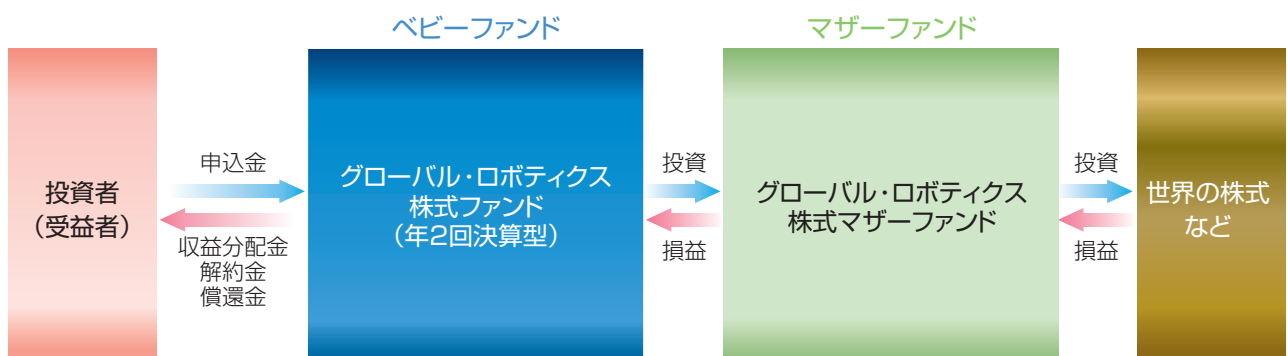 ベビーファンド
マザーファンド
投資者
(受益者)
申込金
収益分配金
解約金
償還金
グローバル・ロボティクス
株式ファンド
(年2回決算型)
投資
損益
グローバル・ロボティクス
株式マザーファンド
投資
損益
世界の株式
など